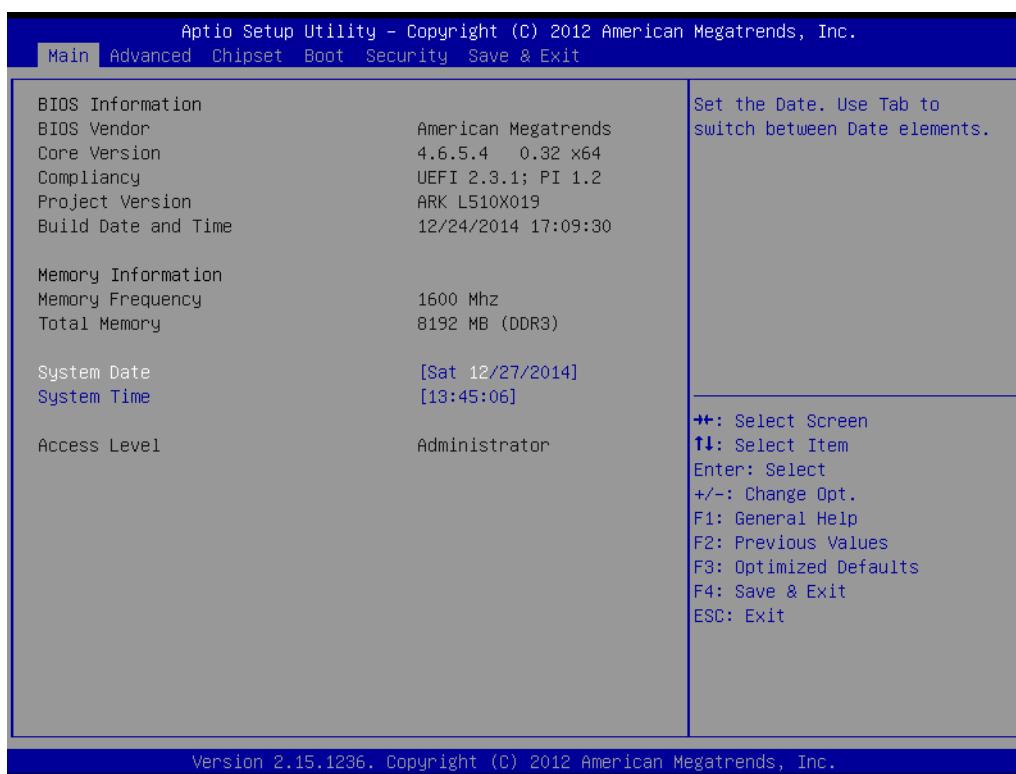 Aptio Setup Utility – Copyright (C) 2012 American Megatrends, Inc.
Main Advanced Chipset Boot Security Save & Exit
BIOS Information
BIOS Vendor American Megatrends
Core Version 4.6.5.4 0.32 x64
Compliancy UEFI 2.3.1; PI 1.2
Project Version ARK L510X019
Build Date and Time 12/24/2014 17:09:30
Memory Information
Memory Frequency 1600 Mhz
Total Memory 8192 MB (DDR3)
System Date [Sat 12/27/2014]
System Time [13:45:06]
Access Level Administrator
Set the Date. Use Tab to
switch between Date elements.
→←: Select Screen
↑↓: Select Item
Enter: Select
+/-: Change Opt.
F1: General Help
F2: Previous Values
F3: Optimized Defaults
F4: Save & Exit
ESC: Exit
Version 2.15.1236. Copyright (C) 2012 American Megatrends, Inc.